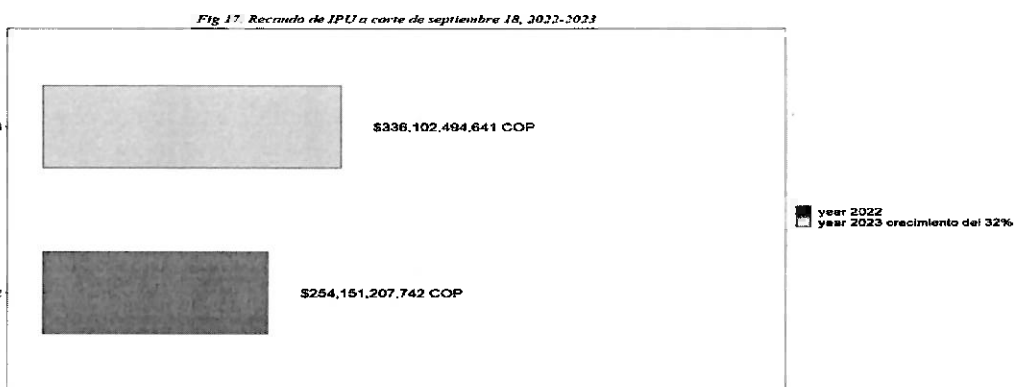 Fig 17. Recaudo de IPU a corte de septiembre 18, 2022-2023
$336,102,494,641 COP
year 2022
year 2023 crecimiento del 32%
$254,151,207,742 COP